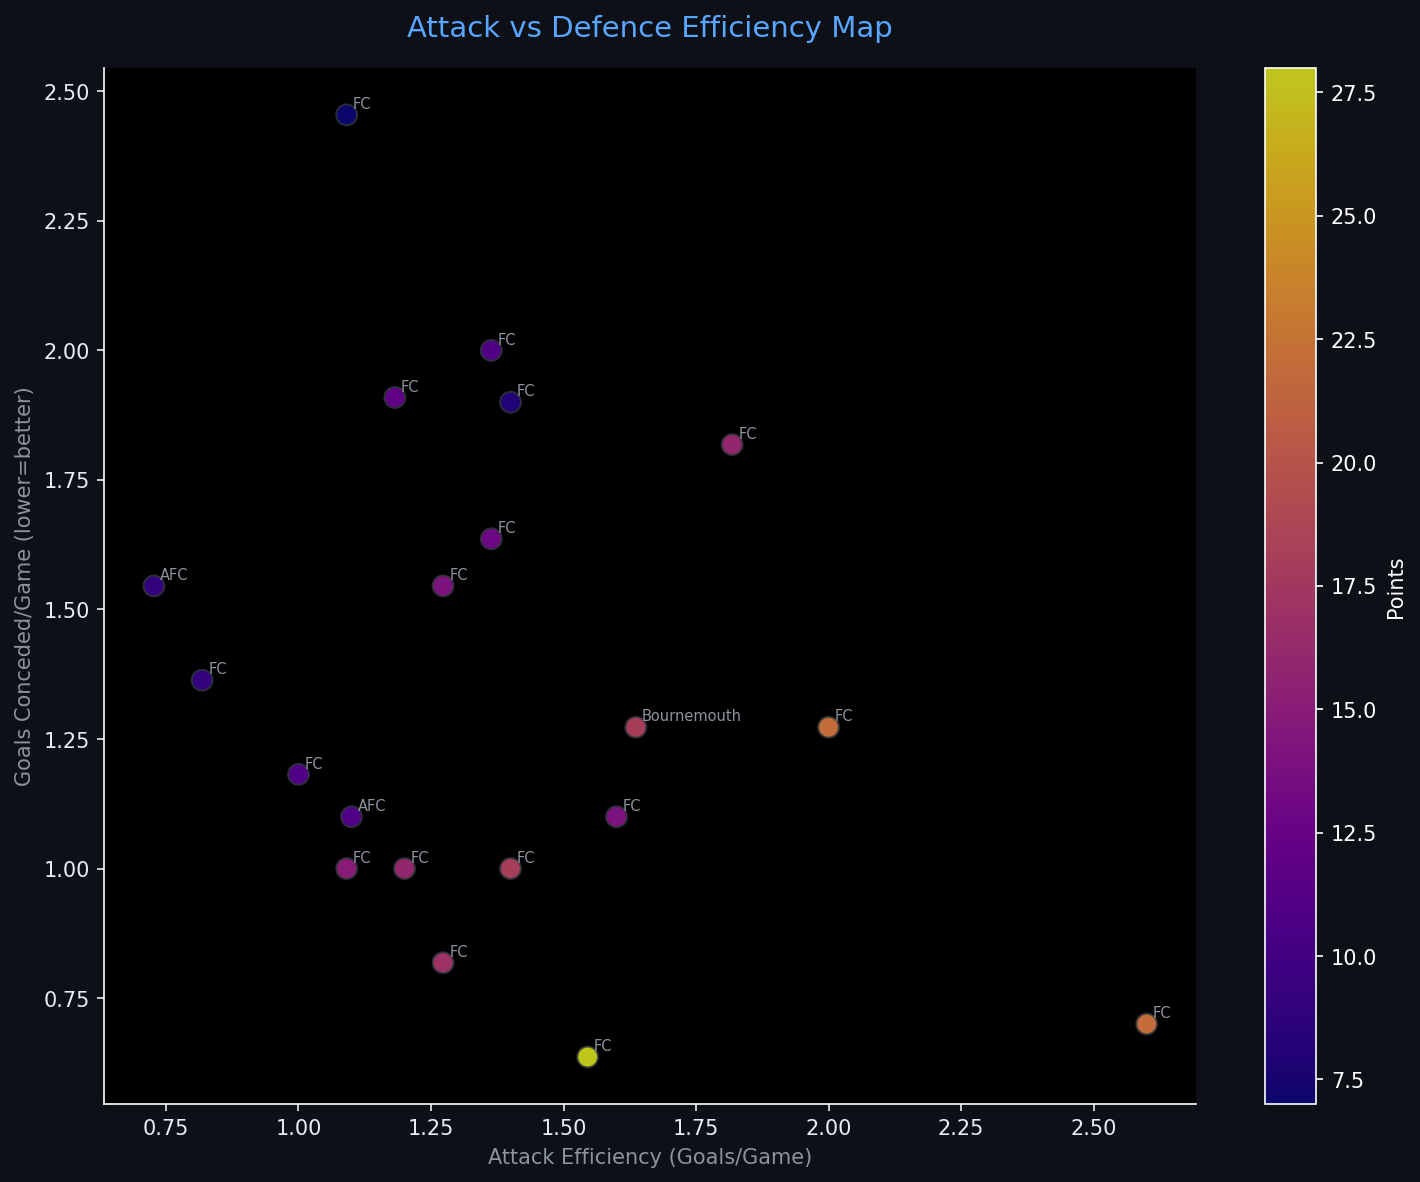 Attack vs Defence Efficiency Map
2.50
2.25
2.00
1.75
1.50
1.25
1.00
0.75
Goals Conceded/Game (lower=better)
FC
FC
FC
FC
FC
FC
AFC
FC
FC
Bournemouth
FC
FC
AFC
FC
FC
FC
FC
FC
FC
FC
0.75
1.00
1.25
1.50
1.75
2.00
2.25
2.50
Attack Efficiency (Goals/Game)
27.5
25.0
22.5
20.0
17.5
15.0
12.5
10.0
7.5
Points